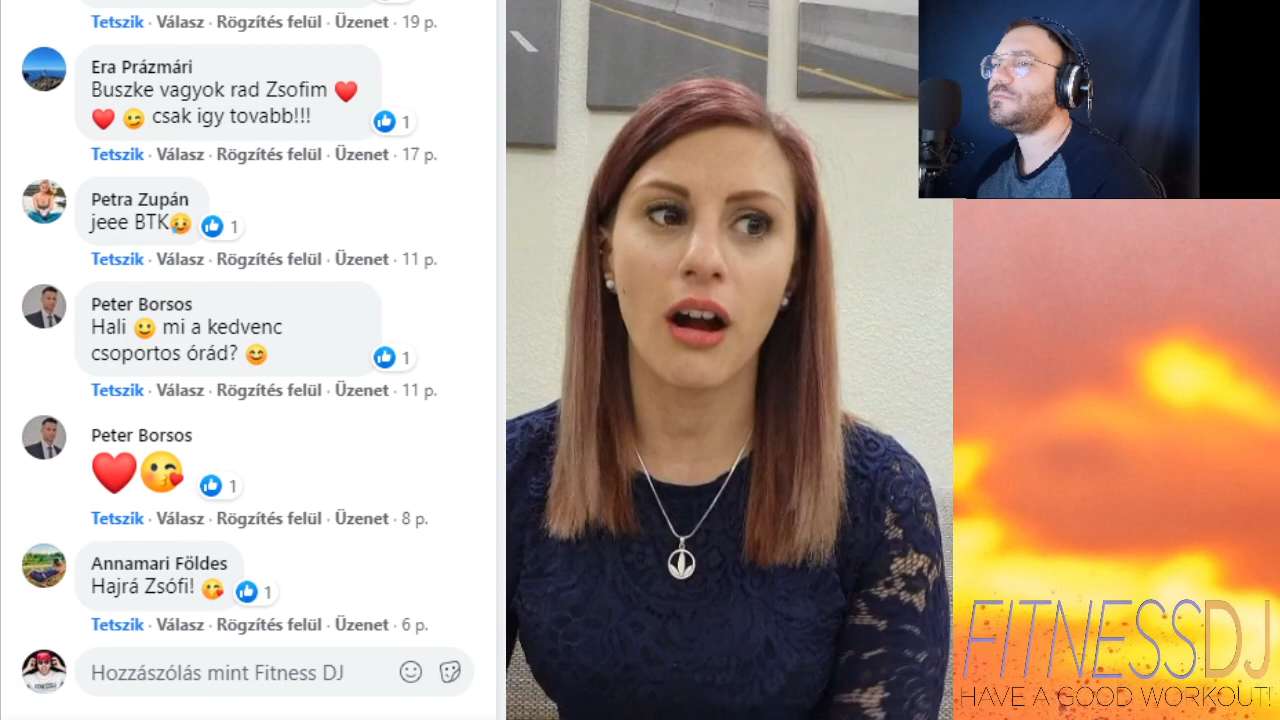 Tetszik · Válasz · Rögzítés felül · Üzenet · 19 p.
Era Prázmári
Buszke vagyok rad Zsofim ❤️
❤️ 😉 csak igy tovabb!!!
1
Tetszik · Válasz · Rögzítés felül · Üzenet · 17 p.
Petra Zupán
jeee BTK😥
1
Tetszik · Válasz · Rögzítés felül · Üzenet · 11 p.
Peter Borsos
Hali 🙂 mi a kedvenc
csoportos órád? 😊
1
Tetszik · Válasz · Rögzítés felül · Üzenet · 11 p.
Peter Borsos
❤️😘
1
Tetszik · Válasz · Rögzítés felül · Üzenet · 8 p.
Annamari Földes
Hajrá Zsófi! 😘
1
Tetszik · Válasz · Rögzítés felül · Üzenet · 6 p.
Hozzászólás mint Fitness DJ
FITNESSDJ
HAVE A GOOD WORKOUT!